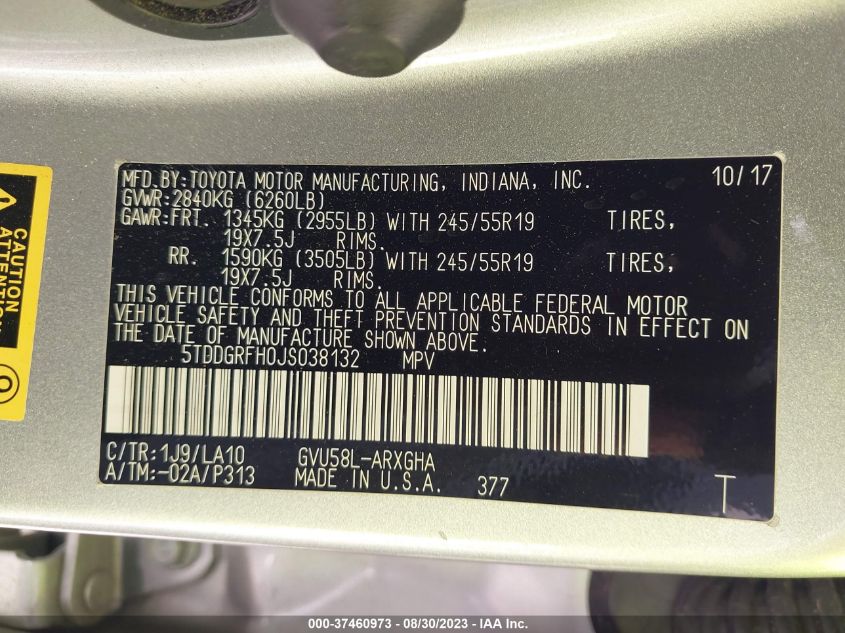 MFD.BY:TOYOTA MOTOR MANUFACTURING, INDIANA, INC. 10/17
GVWR:2840KG (6260LB)
GAWR:FRT. 1345KG (2955LB) WITH 245/55R19 TIRES,
19X7.5J RIMS.
RR. 1590KG (3505LB) WITH 245/55R19 TIRES,
19X7.5J RIMS.
THIS VEHICLE CONFORMS TO ALL APPLICABLE FEDERAL MOTOR
VEHICLE SAFETY AND THEFT PREVENTION STANDARDS IN EFFECT ON
THE DATE OF MANUFACTURE SHOWN ABOVE.
5TDDGRFH0JS038132 MPV
C/TR:1J9/LA10 GVU58L-ARXGHA
A/TM:-02A/P313 MADE IN U.S.A. 377 T
CAUTION
ATTENTION
000-37460973 - 08/30/2023 - IAA Inc.